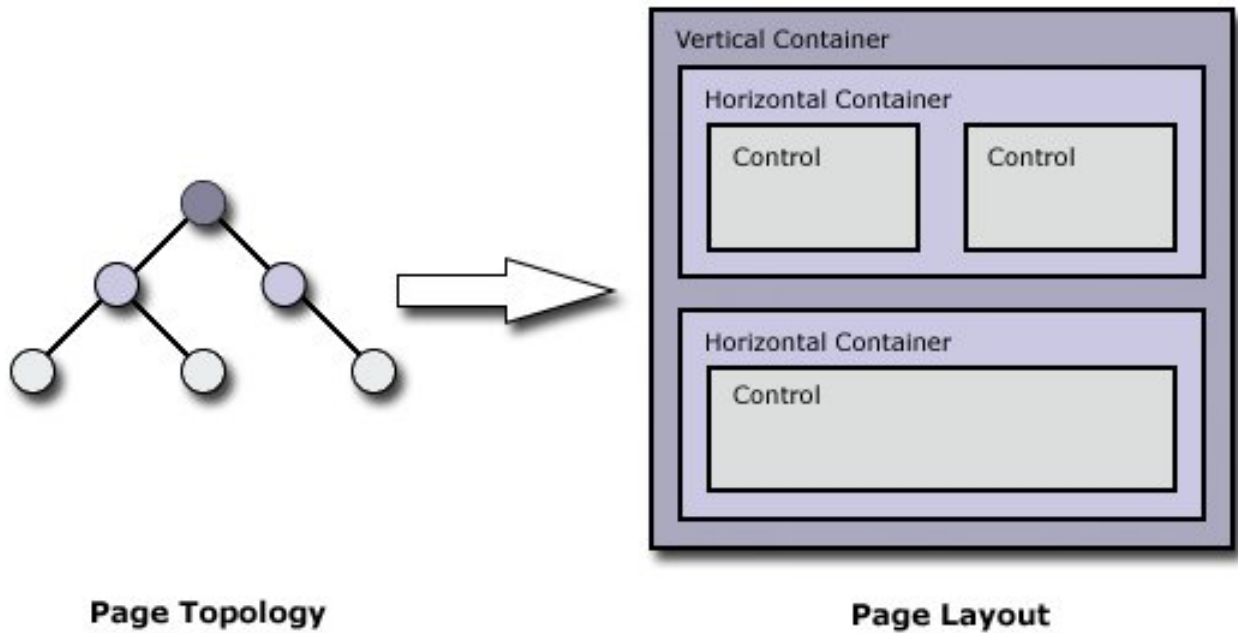 Vertical Container
Horizontal Container
Control
Control
Horizontal Container
Control
Page Topology
Page Layout